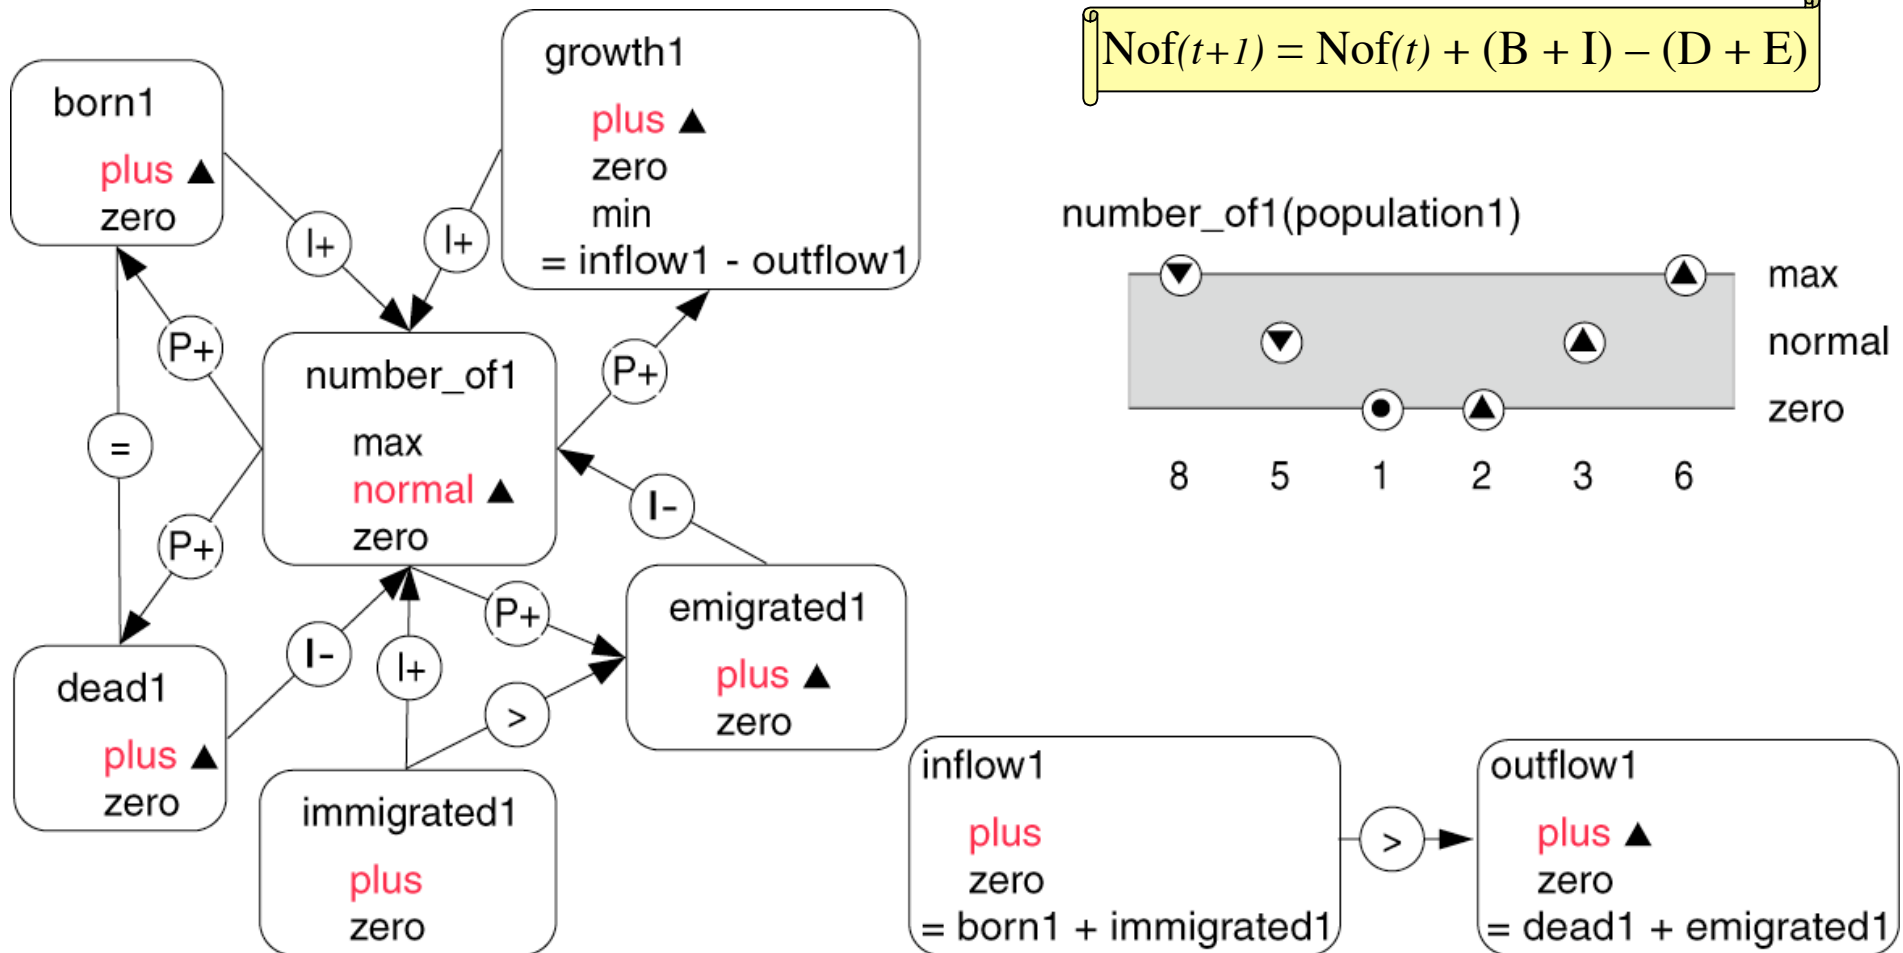 Nof(t+1) = Nof(t) + (B + I) – (D + E)
growth1
plus ▲
zero
min
= inflow1 - outflow1
born1
plus ▲
zero
I+
I+
P+
P+
=
number_of1
max
normal ▲
zero
P+
I-
I-
I+
P+
>
dead1
plus ▲
zero
immigrated1
plus
zero
emigrated1
plus ▲
zero
number_of1(population1)
max
normal
zero
8 5 1 2 3 6
inflow1
plus
zero
= born1 + immigrated1
>
outflow1
plus ▲
zero
= dead1 + emigrated1